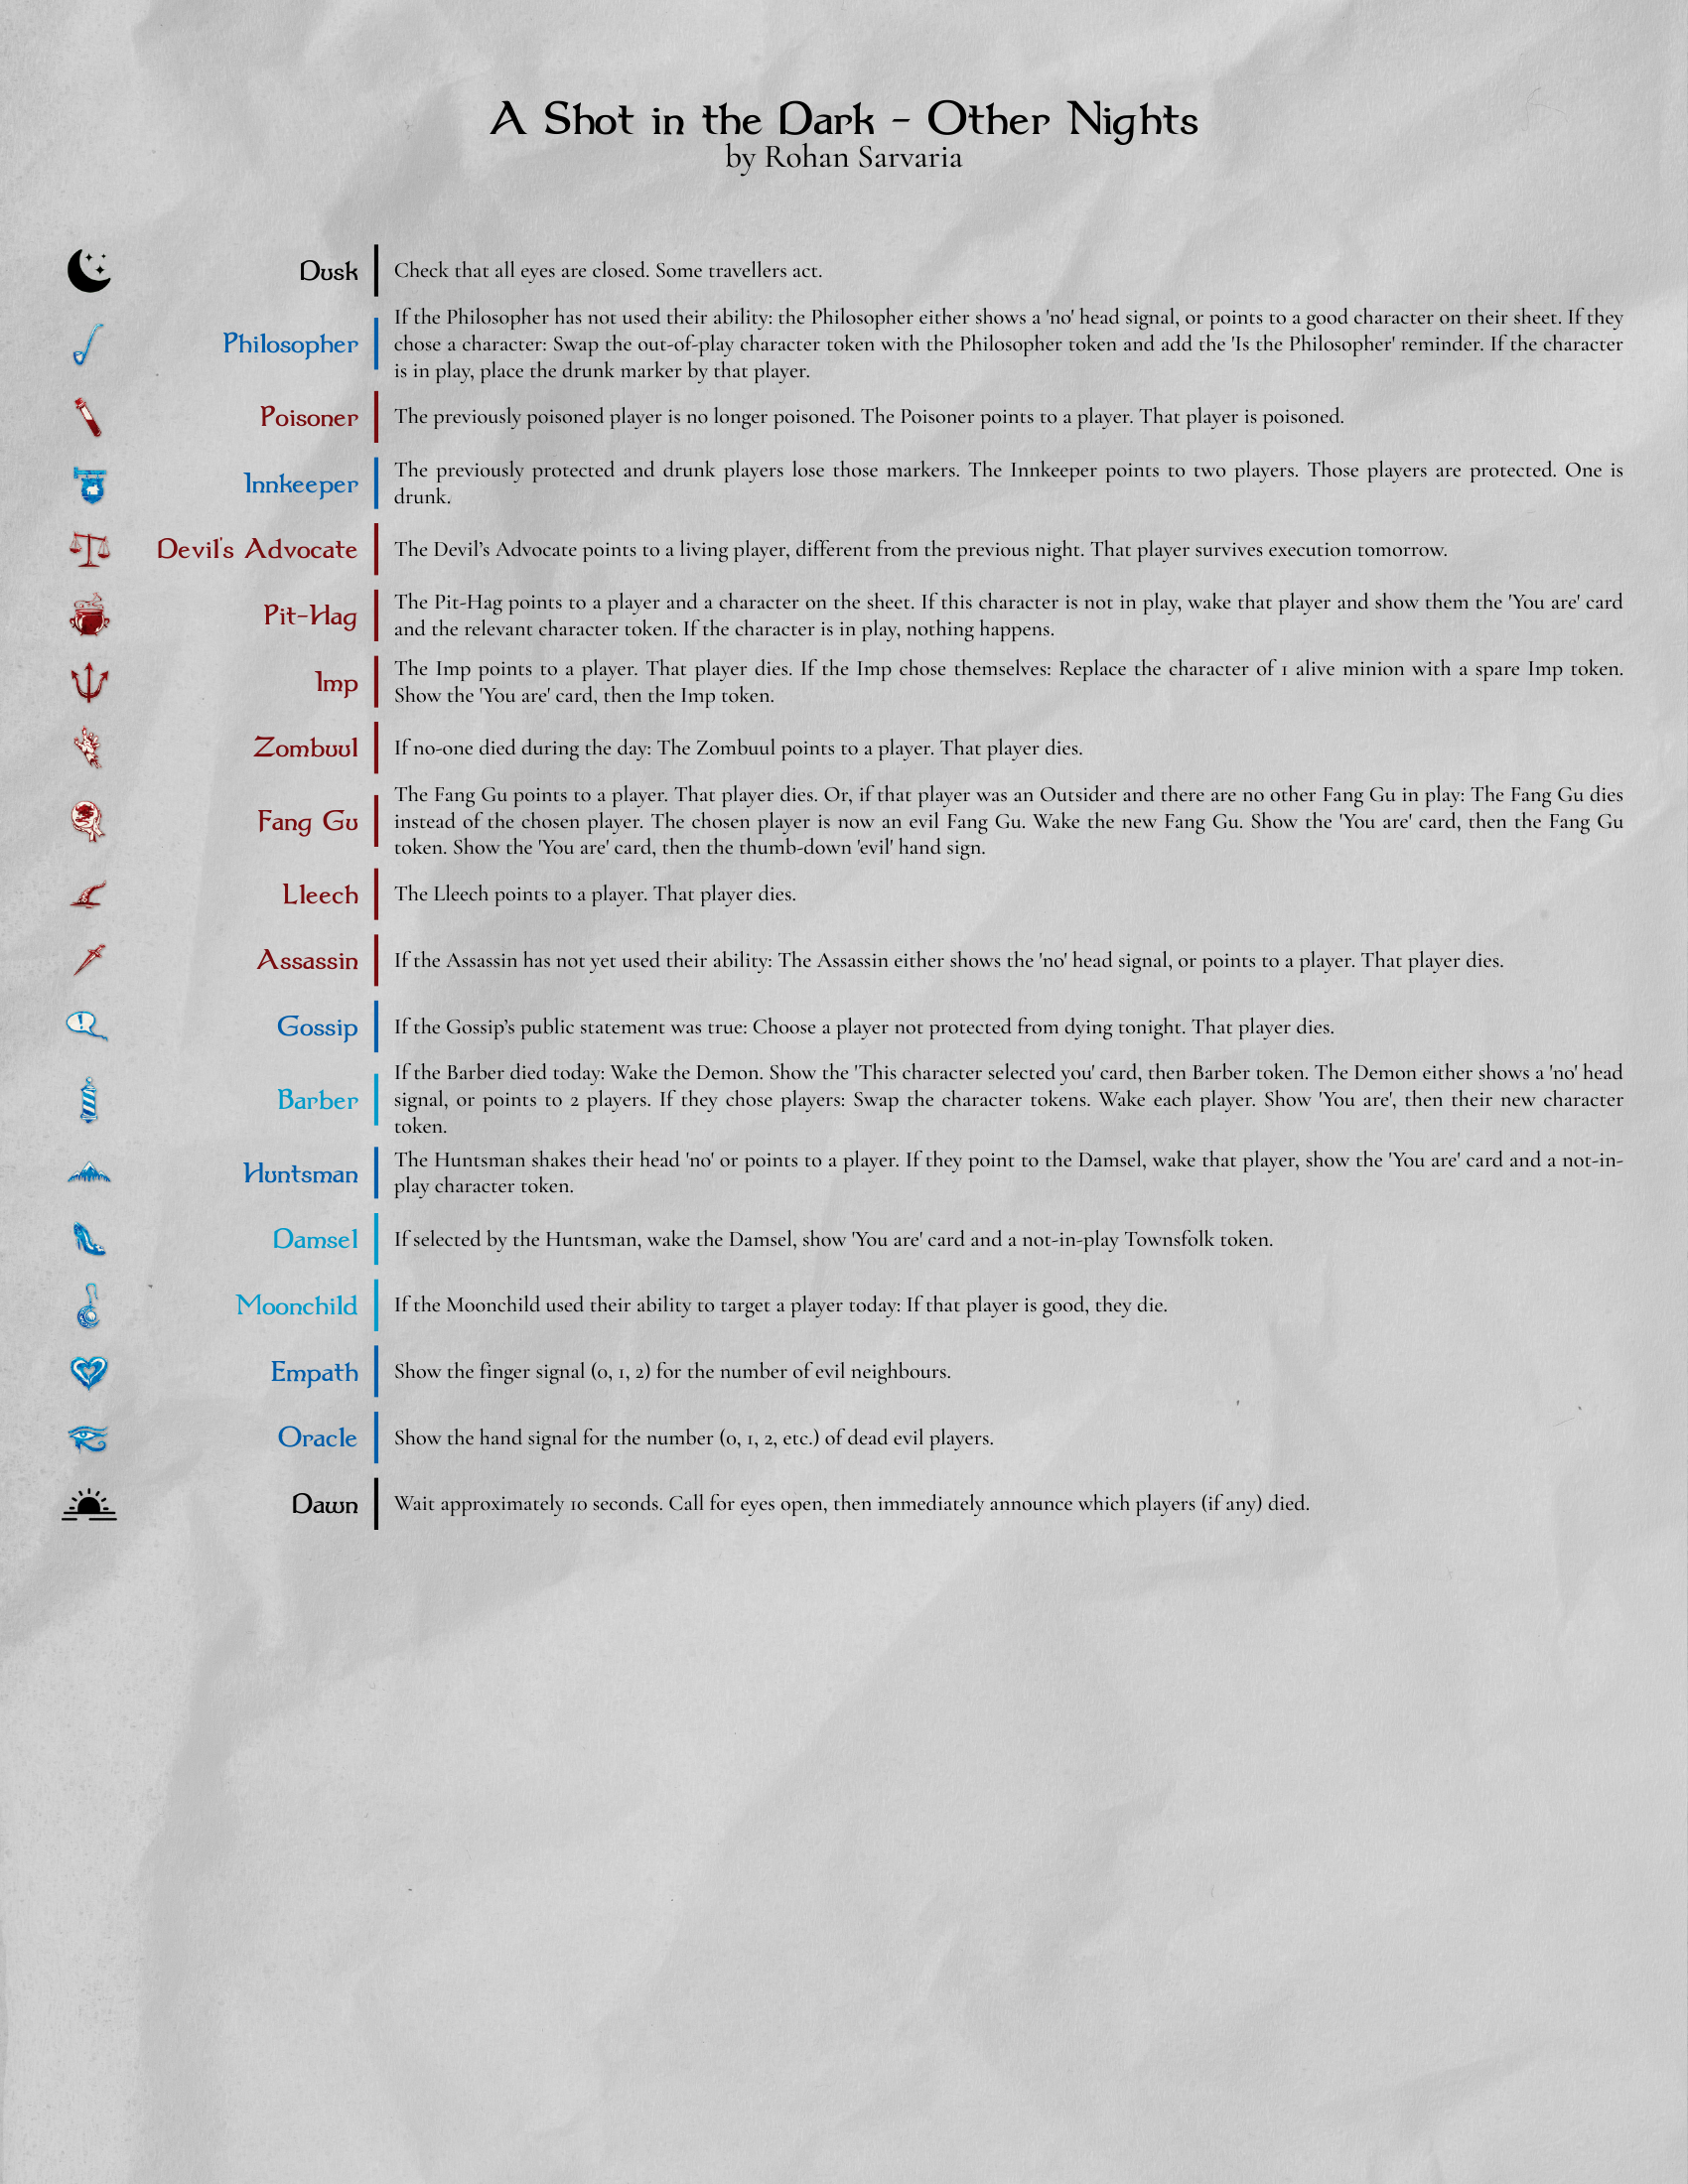 A Shot in the Dark - Other Nights
by Rohan Sarvaria
Dusk
Check that all eyes are closed. Some travellers act.
Philosopher
If the Philosopher has not used their ability: the Philosopher either shows a 'no' head signal, or points to a good character on their sheet. If they
chose a character: Swap the out-of-play character token with the Philosopher token and add the 'Is the Philosopher' reminder. If the character
is in play, place the drunk marker by that player.
Poisoner
The previously poisoned player is no longer poisoned. The Poisoner points to a player. That player is poisoned.
Innkeeper
The previously protected and drunk players lose those markers. The Innkeeper points to two players. Those players are protected. One is
drunk.
Devil's Advocate
The Devil’s Advocate points to a living player, different from the previous night. That player survives execution tomorrow.
Pit-Hag
The Pit-Hag points to a player and a character on the sheet. If this character is not in play, wake that player and show them the 'You are' card
and the relevant character token. If the character is in play, nothing happens.
Imp
The Imp points to a player. That player dies. If the Imp chose themselves: Replace the character of 1 alive minion with a spare Imp token.
Show the 'You are' card, then the Imp token.
Zombuul
If no-one died during the day: The Zombuul points to a player. That player dies.
Fang Gu
The Fang Gu points to a player. That player dies. Or, if that player was an Outsider and there are no other Fang Gu in play: The Fang Gu dies
instead of the chosen player. The chosen player is now an evil Fang Gu. Wake the new Fang Gu. Show the 'You are' card, then the Fang Gu
token. Show the 'You are' card, then the thumb-down 'evil' hand sign.
Lleech
The Lleech points to a player. That player dies.
Assassin
If the Assassin has not yet used their ability: The Assassin either shows the 'no' head signal, or points to a player. That player dies.
Gossip
If the Gossip’s public statement was true: Choose a player not protected from dying tonight. That player dies.
Barber
If the Barber died today: Wake the Demon. Show the 'This character selected you' card, then Barber token. The Demon either shows a 'no' head
signal, or points to 2 players. If they chose players: Swap the character tokens. Wake each player. Show 'You are', then their new character
token.
Huntsman
The Huntsman shakes their head 'no' or points to a player. If they point to the Damsel, wake that player, show the 'You are' card and a not-in-
play character token.
Damsel
If selected by the Huntsman, wake the Damsel, show 'You are' card and a not-in-play Townsfolk token.
Moonchild
If the Moonchild used their ability to target a player today: If that player is good, they die.
Empath
Show the finger signal (0, 1, 2) for the number of evil neighbours.
Oracle
Show the hand signal for the number (0, 1, 2, etc.) of dead evil players.
Dawn
Wait approximately 10 seconds. Call for eyes open, then immediately announce which players (if any) died.